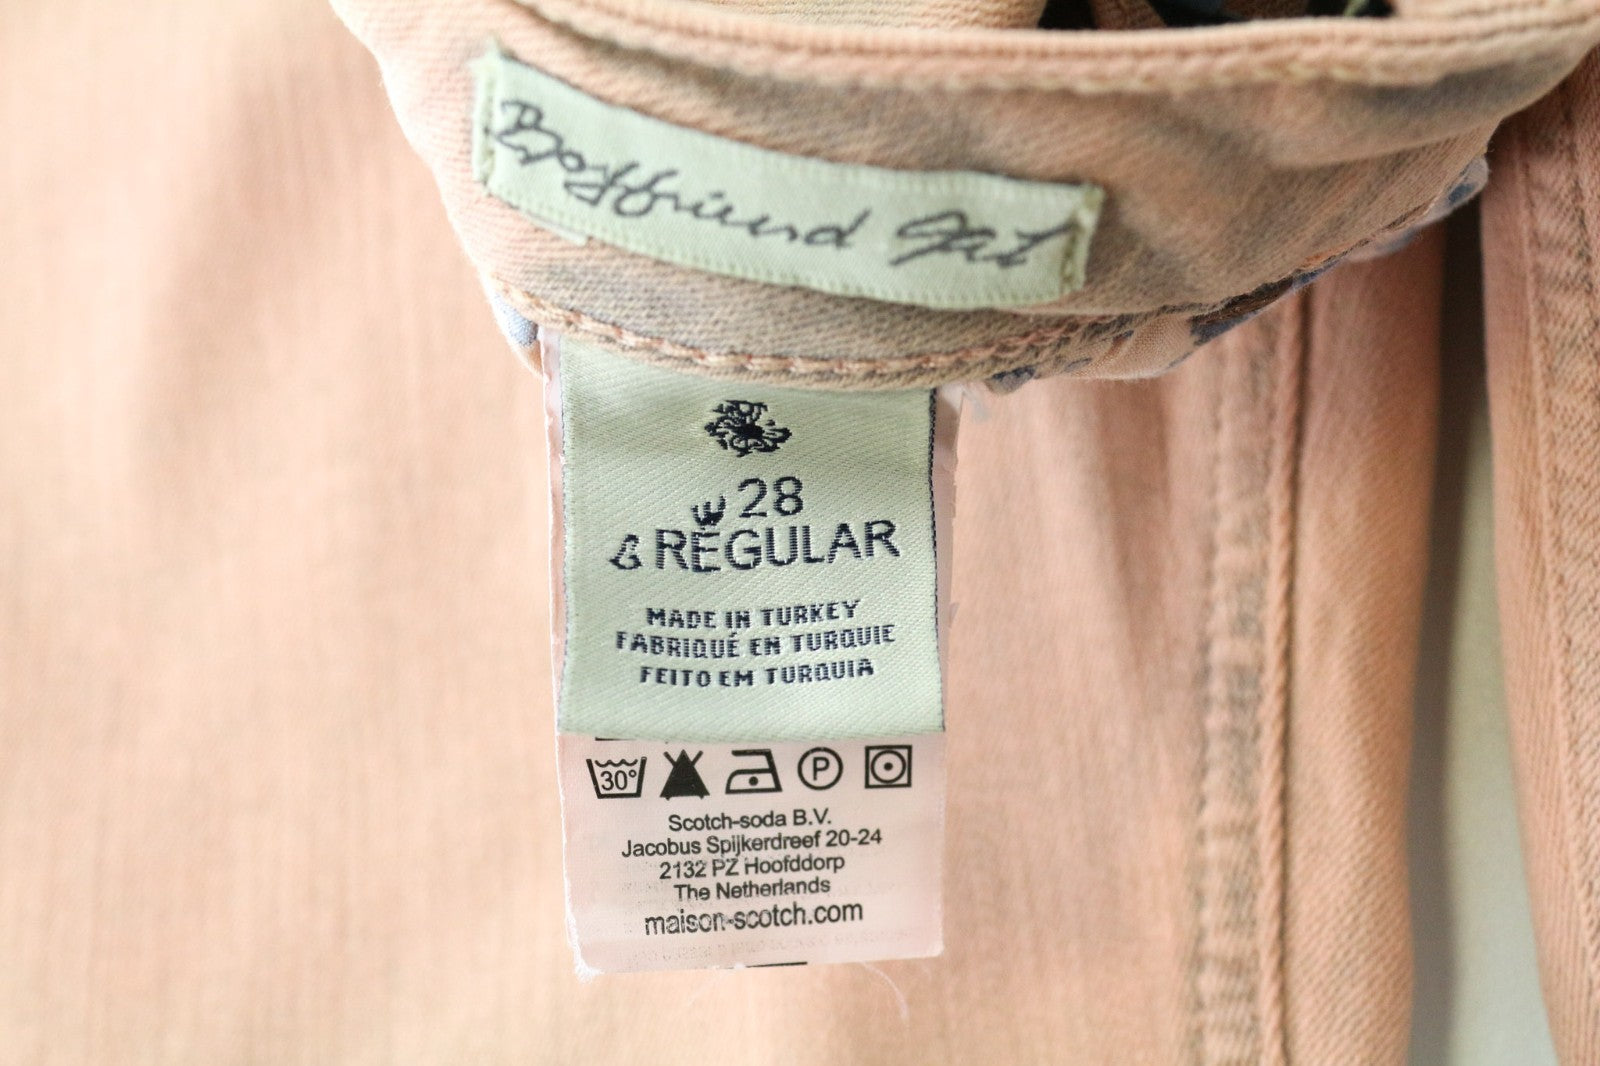 Boyfriend Fit
28
REGULAR
MADE IN TURKEY
FABRIQUÉ EN TURQUIE
FEITO EM TURQUIA
30°
P
Scotch-soda B.V.
Jacobus Spijkerdreef 20-24
2132 PZ Hoofddorp
The Netherlands
maison-scotch.com